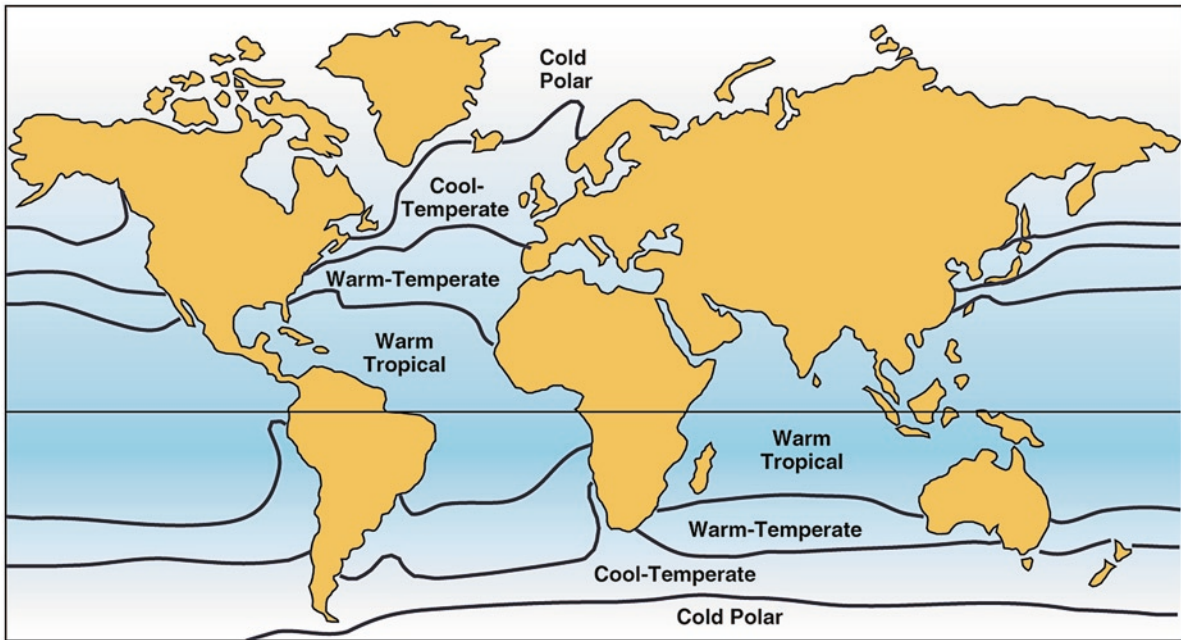 Cold
Polar
Cool-
Temperate
Warm-Temperate
Warm
Tropical
Warm
Tropical
Warm-Temperate
Cool-Temperate
Cold Polar